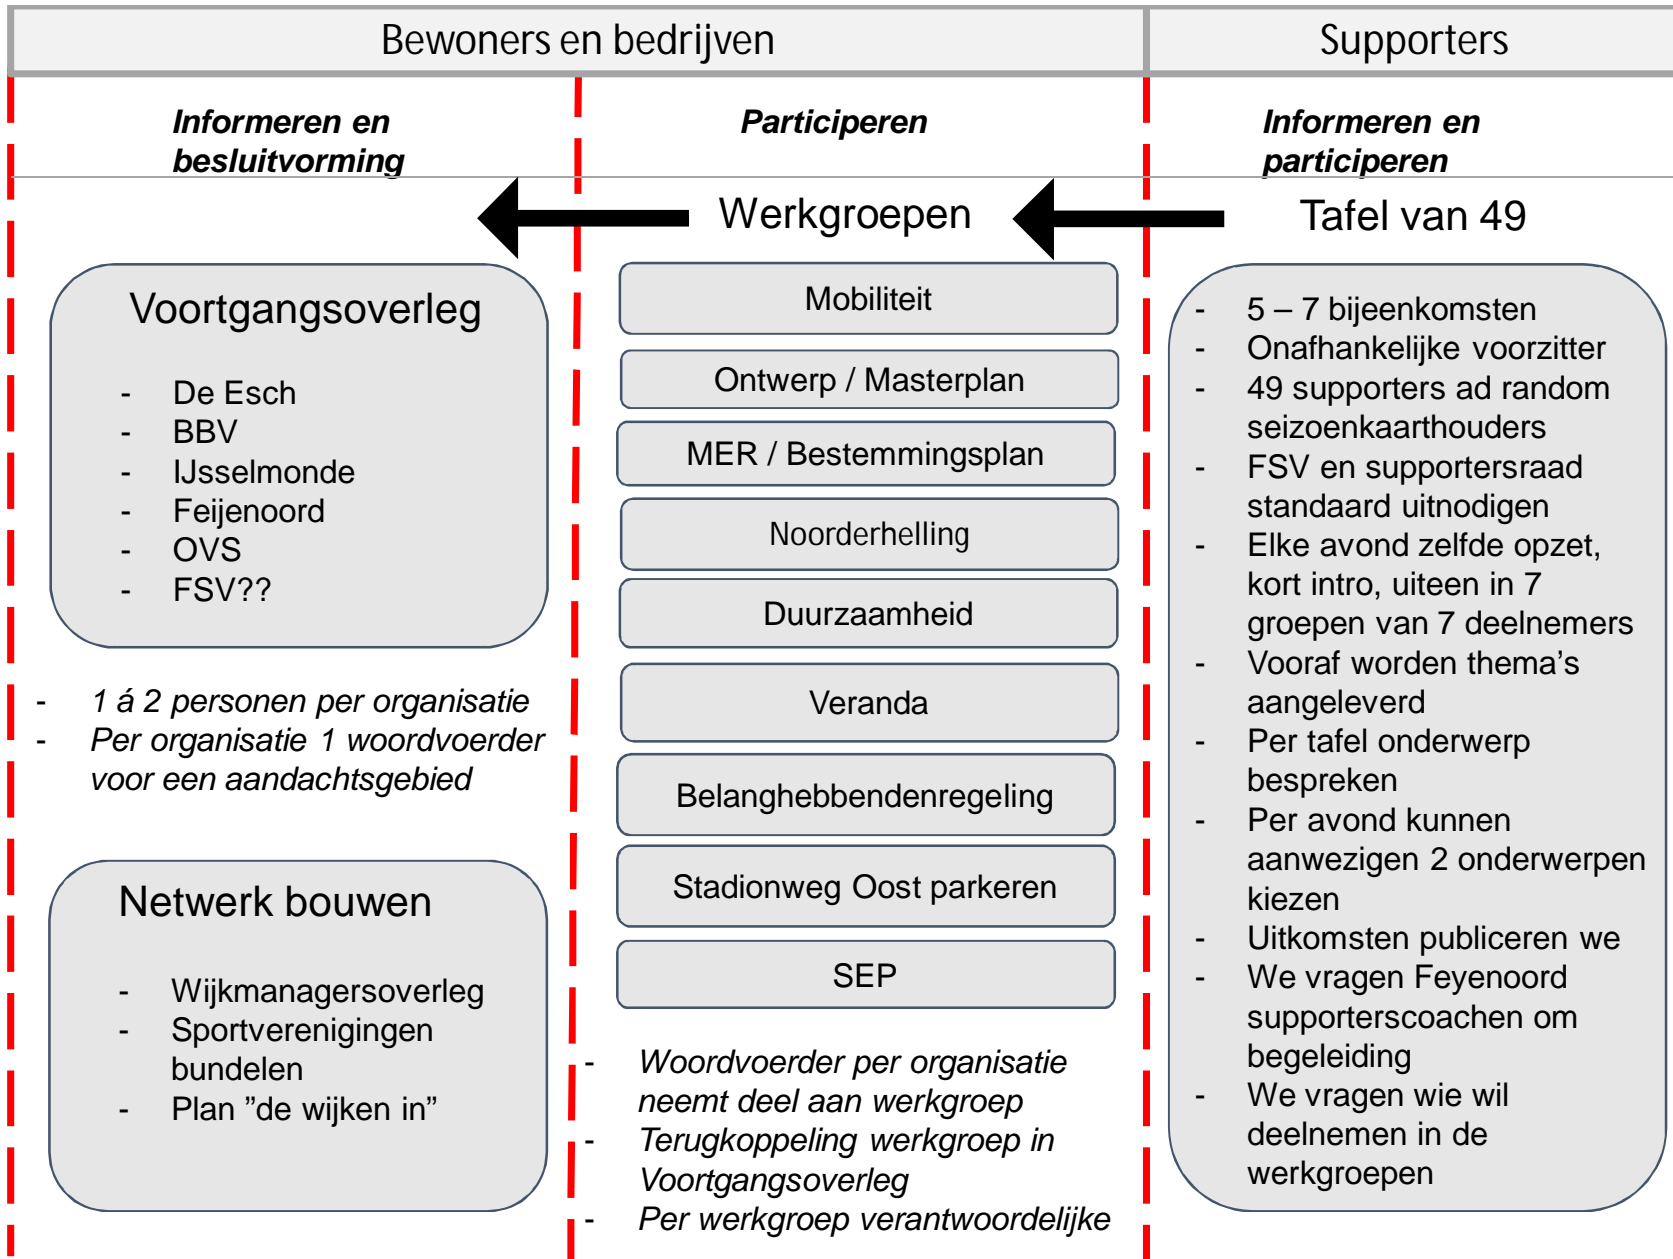 Bewoners en bedrijven
Supporters
Informeren en
besluitvorming
Participeren
Informeren en
participeren
Werkgroepen
Tafel van 49
Voortgangsoverleg
- De Esch
- BBV
- IJsselmonde
- Feijenoord
- OVS
- FSV??
- 1 á 2 personen per organisatie
- Per organisatie 1 woordvoerder
voor een aandachtsgebied
Netwerk bouwen
- Wijkmanagersoverleg
- Sportverenigingen
bundelen
- Plan "de wijken in”
Mobiliteit
Ontwerp / Masterplan
MER / Bestemmingsplan
Noorderhelling
Duurzaamheid
Veranda
Belanghebbendenregeling
Stadionweg Oost parkeren
SEP
- Woordvoerder per organisatie
neemt deel aan werkgroep
- Terugkoppeling werkgroep in
Voortgangsoverleg
- Per werkgroep verantwoordelijke
- 5 – 7 bijeenkomsten
- Onafhankelijke voorzitter
- 49 supporters ad random
seizoenkaarthouders
- FSV en supportersraad
standaard uitnodigen
- Elke avond zelfde opzet,
kort intro, uiteen in 7
groepen van 7 deelnemers
- Vooraf worden thema's
aangeleverd
- Per tafel onderwerp
bespreken
- Per avond kunnen
aanwezigen 2 onderwerpen
kiezen
- Uitkomsten publiceren we
- We vragen Feyenoord
supporterscoachen om
begeleiding
- We vragen wie wil
deelnemen in de
werkgroepen